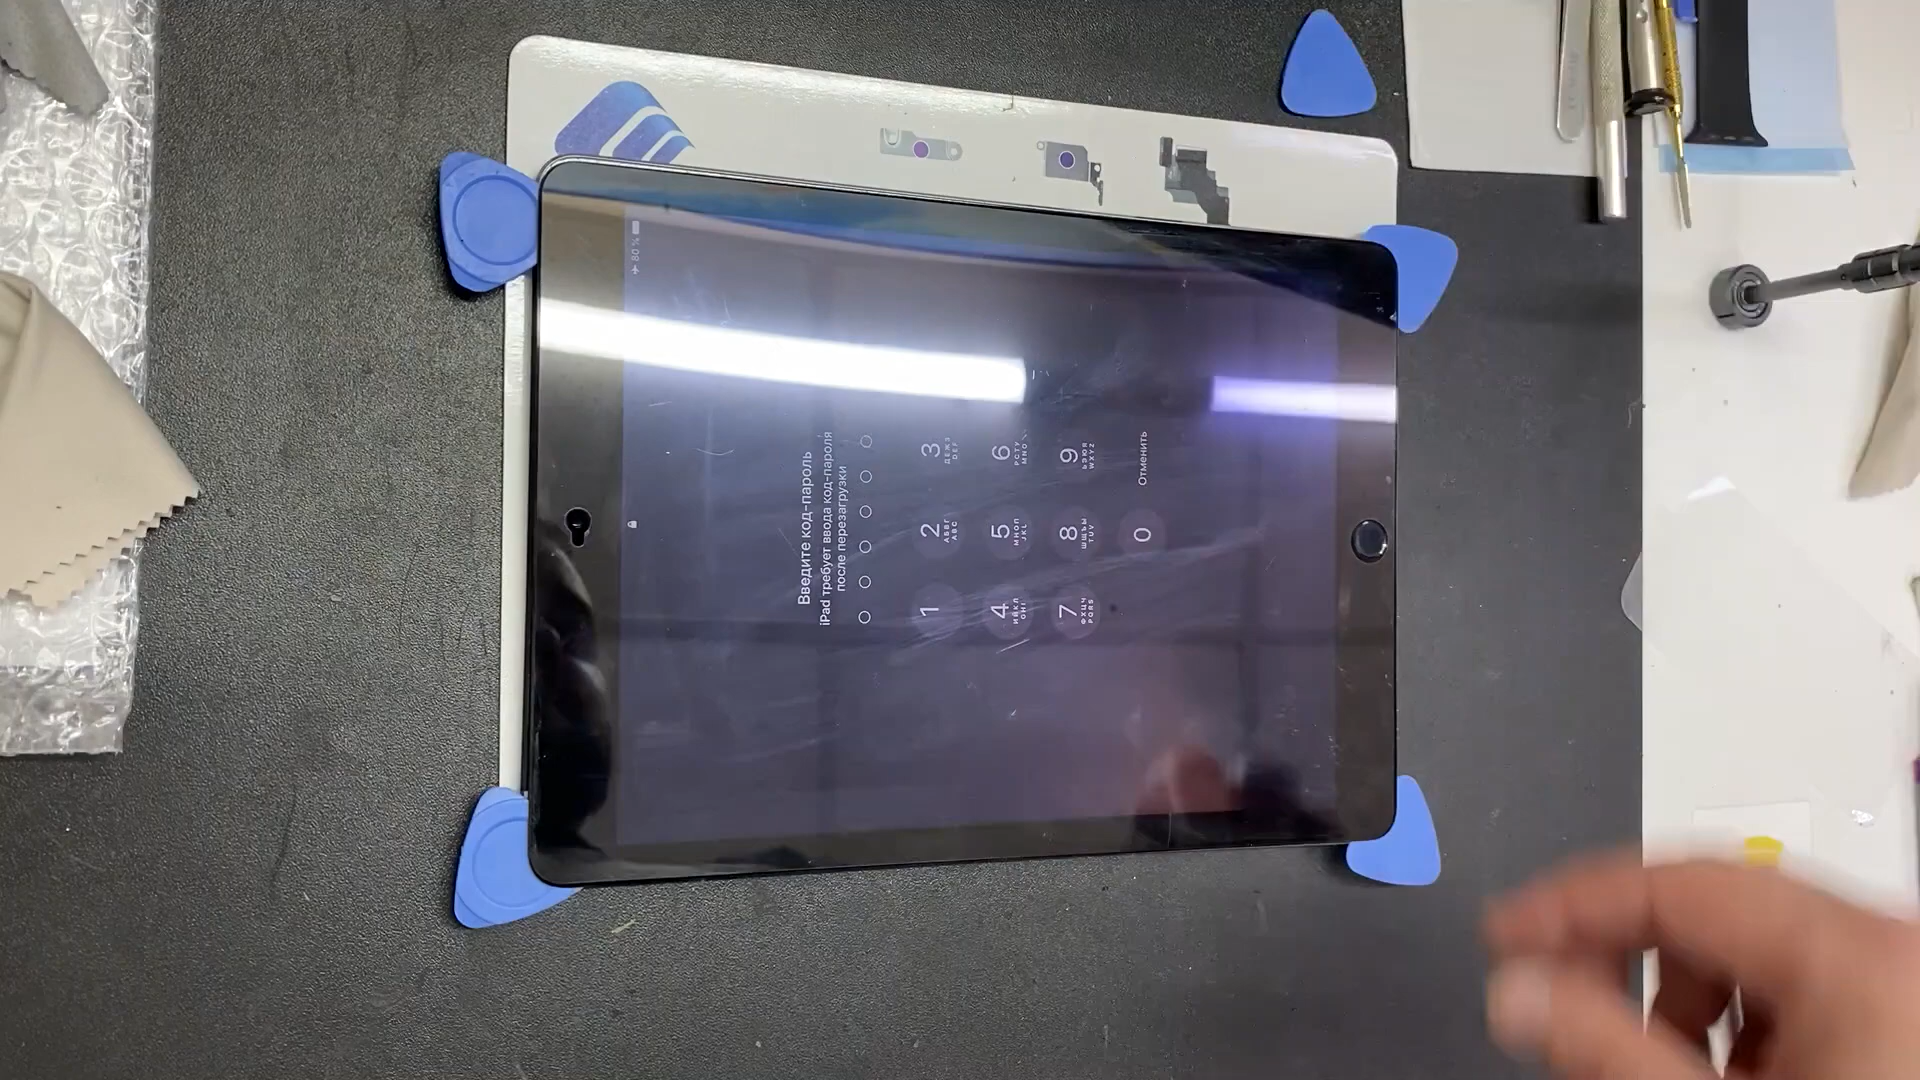 80 %
Введите код-пароль
iPad требует ввода код-пароля
после перезагрузки
1
2
АБВГ
ABC
3
ДЕЖЗ
DEF
4
ИЙКЛ
GHI
5
МНОП
JKL
6
РСТУ
MNO
7
ФХЦЧ
PQRS
8
ШЩЪЫ
TUV
9
ЬЭЮЯ
WXYZ
0
Отменить